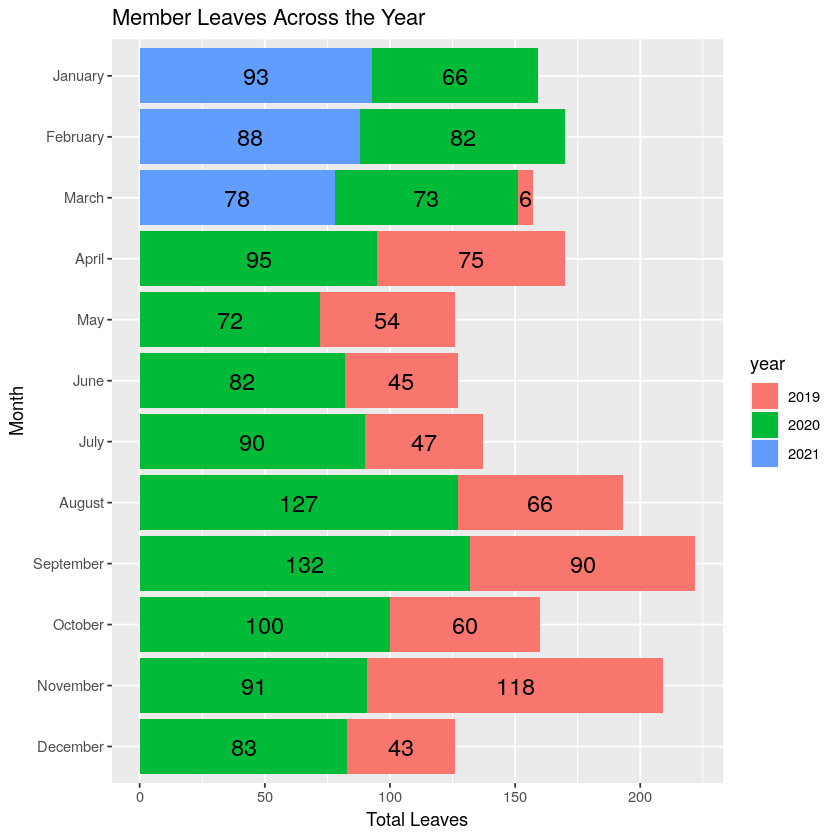 Member Leaves Across the Year
Month
January 93 66
February 88 82
March 78 73 6
April 95 75
May 72 54
June 82 45
July 90 47
August 127 66
September 132 90
October 100 60
November 91 118
December 83 43
0 50 100 150 200
Total Leaves
year
2019
2020
2021